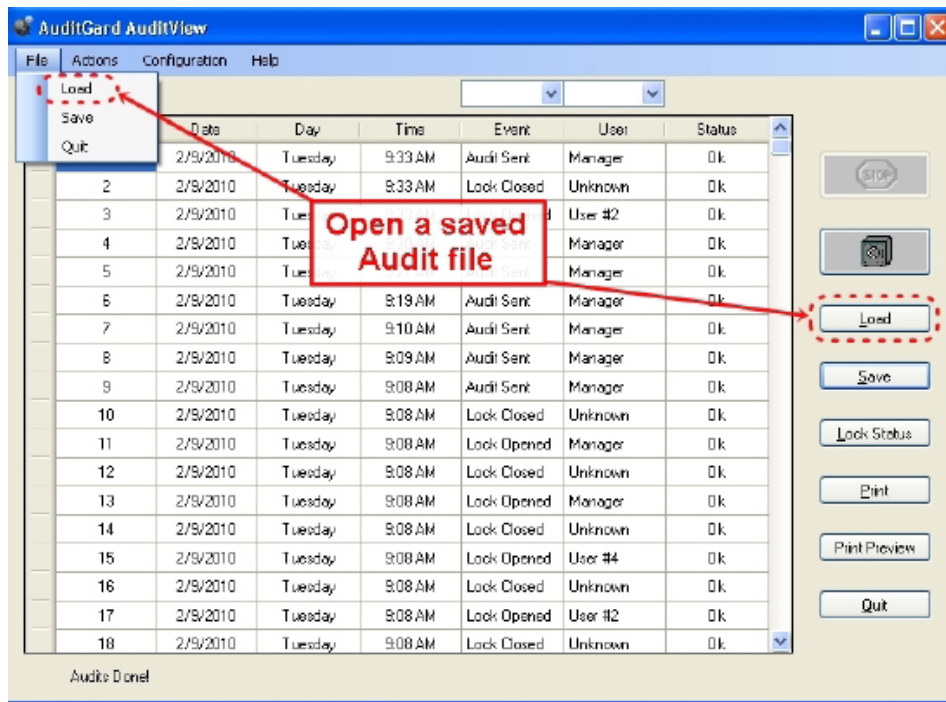 AuditGard AuditView
File Actions Configuration Help
Load
Save
Quit
Date Day Time Event User Status
2/9/2010 Tuesday 9:33 AM Audit Sent Manager Ok
2 2/9/2010 Tuesday 9:33 AM Lock Closed Unknown Ok
3 2/9/2010 User #2 Ok
4 2/9/2010 Manager Ok
5 2/9/2010 Manager Ok
6 2/9/2010 Tuesday 9:19 AM Audit Sent Manager Ok
7 2/9/2010 Tuesday 9:10 AM Audit Sent Manager Ok
8 2/9/2010 Tuesday 9:09 AM Audit Sent Manager Ok
9 2/9/2010 Tuesday 9:08 AM Audit Sent Manager Ok
10 2/9/2010 Tuesday 9:08 AM Lock Closed Unknown Ok
11 2/9/2010 Tuesday 9:08 AM Lock Opened Manager Ok
12 2/9/2010 Tuesday 9:08 AM Lock Closed Unknown Ok
13 2/9/2010 Tuesday 9:08 AM Lock Opened Manager Ok
14 2/9/2010 Tuesday 9:08 AM Lock Closed Unknown Ok
15 2/9/2010 Tuesday 9:08 AM Lock Opened User #4 Ok
16 2/9/2010 Tuesday 9:08 AM Lock Closed Unknown Ok
17 2/9/2010 Tuesday 9:08 AM Lock Opened User #2 Ok
18 2/9/2010 Tuesday 9:08 AM Lock Closed Unknown Ok
Open a saved
Audit file
STOP
Load
Save
Lock Status
Print
Print Preview
Quit
Audits Done!